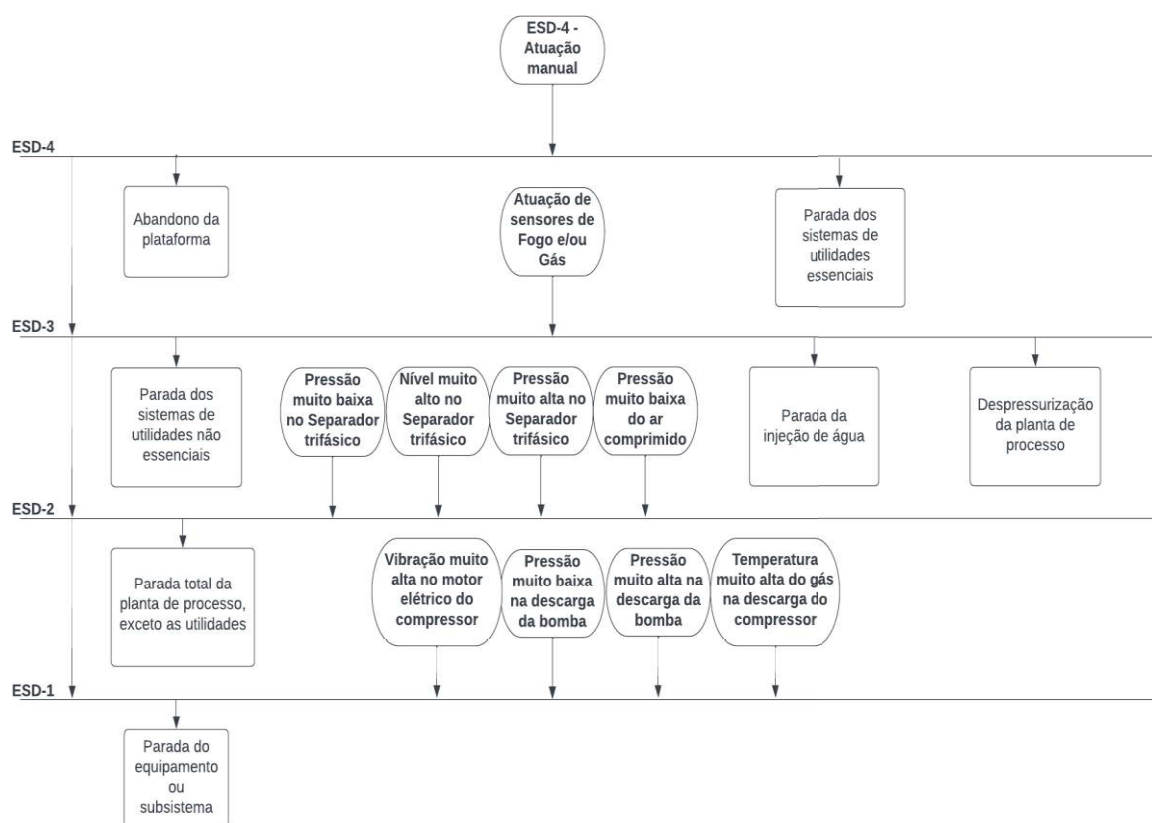 ESD-4 -
Atuação
manual
ESD-4
Abandono da
plataforma
Atuação de
sensores de
Fogo e/ou
Gás
Parada dos
sistemas de
utilidades
essenciais
ESD-3
Parada dos
sistemas de
utilidades não
essenciais
Pressão
muito baixa
no Separador
trifásico
Nível muito
alto no
Separador
trifásico
Pressão
muito alta no
Separador
trifásico
Pressão
muito baixa
do ar
comprimido
Parada da
injeção de água
Despressurização
da planta de
processo
ESD-2
Parada total da
planta de processo,
exceto as utilidades
Vibração muito
alta no motor
elétrico do
compressor
Pressão
muito baixa
na descarga
da bomba
Pressão
muito alta na
descarga da
bomba
Temperatura
muito alta do gás
na descarga do
compressor
ESD-1
Parada do
equipamento
ou
subsistema